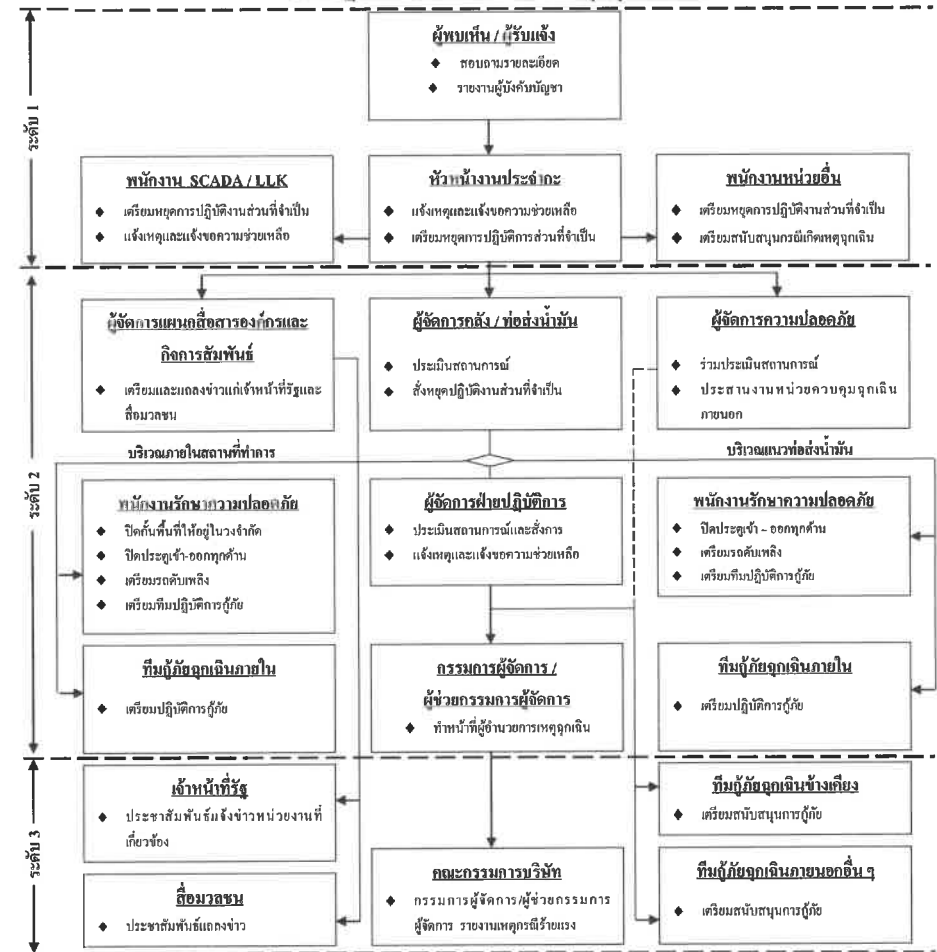 ระดับ 1
ผู้พบเห็น / ผู้รับแจ้ง
◆ สอบถามรายละเอียด
◆ รายงานผู้บังคับบัญชา
พนักงาน SCADA / LLK
◆ เตรียมหยุดการปฏิบัติงานส่วนที่จำเป็น
◆ แจ้งเหตุและแจ้งขอความช่วยเหลือ
หัวหน้างานประจำกะ
◆ แจ้งเหตุและแจ้งขอความช่วยเหลือ
◆ เตรียมหยุดการปฏิบัติการส่วนที่จำเป็น
พนักงานหน่วยอื่น
◆ เตรียมหยุดการปฏิบัติงานส่วนที่จำเป็น
◆ เตรียมสนับสนุนกรณีเกิดเหตุฉุกเฉิน
ระดับ 2
ผู้จัดการแผนกสื่อสารองค์กรและ
กิจการสัมพันธ์
◆ เตรียมและแถลงข่าวแก่เจ้าหน้าที่รัฐและ
สื่อมวลชน
ผู้จัดการคลัง / ท่อส่งน้ำมัน
◆ ประเมินสถานการณ์
◆ สั่งหยุดปฏิบัติงานส่วนที่จำเป็น
ผู้จัดการความปลอดภัย
◆ ร่วมประเมินสถานการณ์
◆ ประสานงานหน่วยควบคุมฉุกเฉิน
ภายนอก
บริเวณภายในสถานที่ทำการ
บริเวณแนวท่อส่งน้ำมัน
พนักงานรักษาความปลอดภัย
◆ ปิดกั้นพื้นที่ให้อยู่ในวงจำกัด
◆ ปิดประตูเข้า-ออกทุกด้าน
◆ เตรียมรถดับเพลิง
◆ เตรียมทีมปฏิบัติการกู้ภัย
ผู้จัดการฝ่ายปฏิบัติการ
◆ ประเมินสถานการณ์และสั่งการ
◆ แจ้งเหตุและแจ้งขอความช่วยเหลือ
พนักงานรักษาความปลอดภัย
◆ ปิดประตูเข้า – ออกทุกด้าน
◆ เตรียมรถดับเพลิง
◆ เตรียมทีมปฏิบัติการกู้ภัย
ทีมกู้ภัยฉุกเฉินภายใน
◆ เตรียมปฏิบัติการกู้ภัย
กรรมการผู้จัดการ /
ผู้ช่วยกรรมการผู้จัดการ
◆ ทำหน้าที่ผู้อำนวยการเหตุฉุกเฉิน
ทีมกู้ภัยฉุกเฉินภายใน
◆ เตรียมปฏิบัติการกู้ภัย
ระดับ 3
เจ้าหน้าที่รัฐ
◆ ประชาสัมพันธ์แจ้งข่าวหน่วยงานที่
เกี่ยวข้อง
ทีมกู้ภัยฉุกเฉินข้างเคียง
◆ เตรียมสนับสนุนการกู้ภัย
สื่อมวลชน
◆ ประชาสัมพันธ์แถลงข่าว
คณะกรรมการบริษัท
◆ กรรมการผู้จัดการ/ผู้ช่วยกรรมการ
ผู้จัดการ รายงานเหตุกรณีร้ายแรง
ทีมกู้ภัยฉุกเฉินภายนอกอื่น ๆ
◆ เตรียมสนับสนุนการกู้ภัย